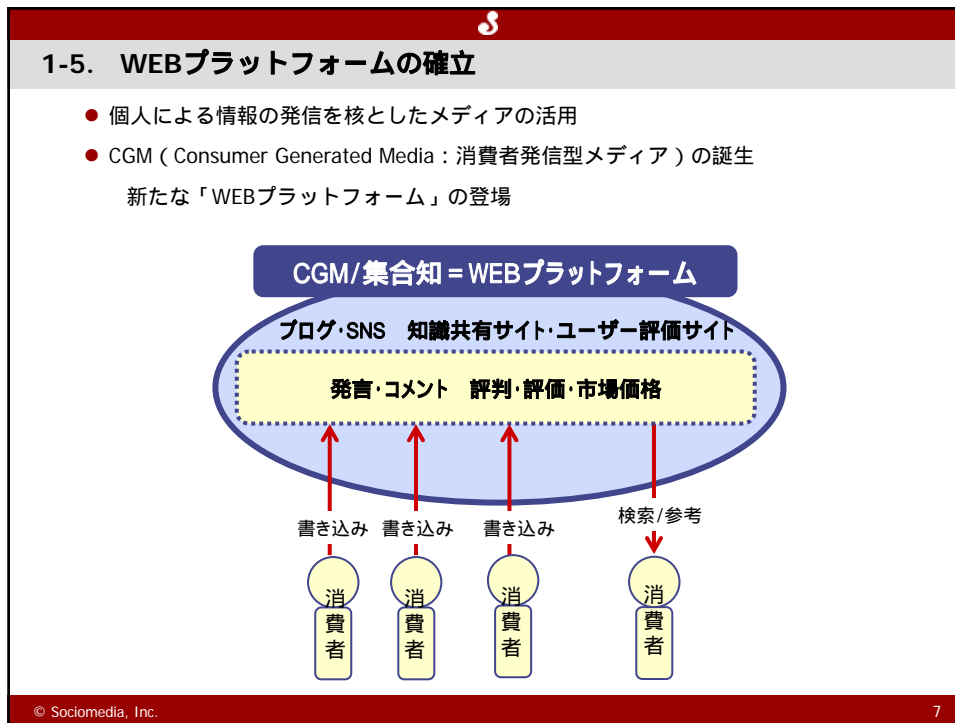 1-5. WEBプラットフォームの確立
● 個人による情報の発信を核としたメディアの活用
● CGM ( Consumer Generated Media : 消費者発信型メディア ) の誕生
新たな「WEBプラットフォーム」の登場
CGM/集合知=WEBプラットフォーム
ブログ・SNS 知識共有サイト・ユーザー評価サイト
発言・コメント 評判・評価・市場価格
書き込み 書き込み 書き込み 検索/参考
消費者 消費者 消費者 消費者
© Sociomedia, Inc. 7